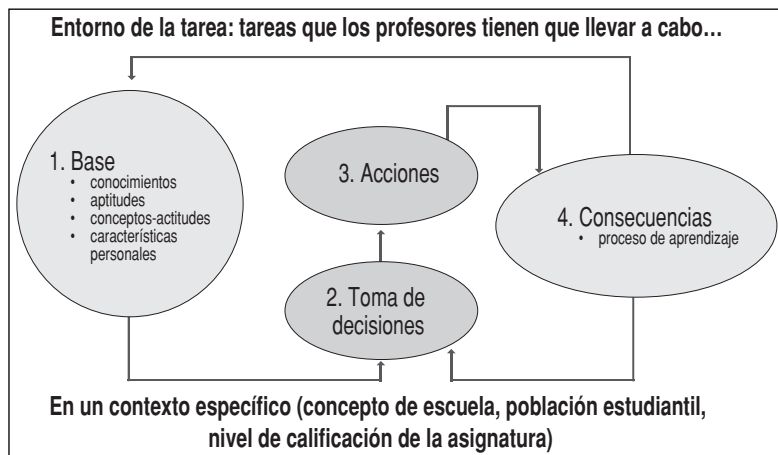 Entorno de la tarea: tareas que los profesores tienen que llevar a cabo…
1. Base
• conocimientos
• aptitudes
• conceptos-actitudes
• características
personales
3. Acciones
4. Consecuencias
• proceso de aprendizaje
2. Toma de
decisiones
En un contexto específico (concepto de escuela, población estudiantil,
nivel de calificación de la asignatura)